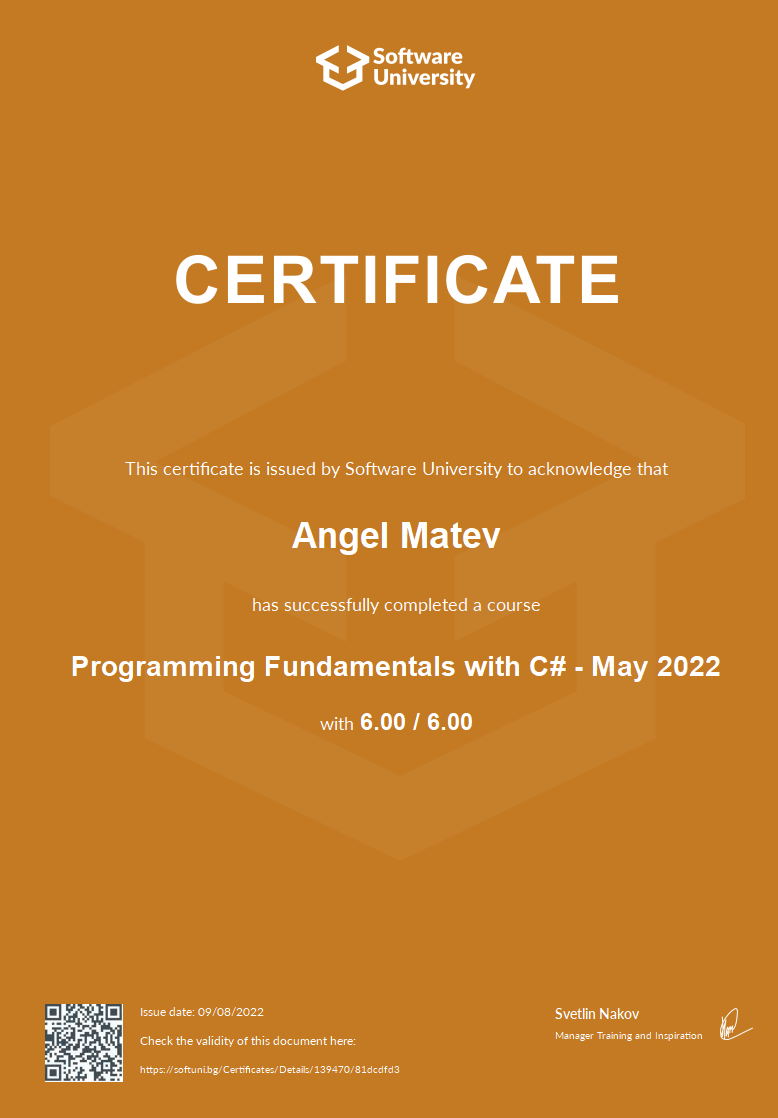 Software
University
CERTIFICATE
This certificate is issued by Software University to acknowledge that
Angel Matev
has successfully completed a course
Programming Fundamentals with C# - May 2022
with 6.00 / 6.00
Issue date: 09/08/2022
Check the validity of this document here:
https://softuni.bg/Certificates/Details/139470/81dcdfd3
Svetlin Nakov
Manager Training and Inspiration